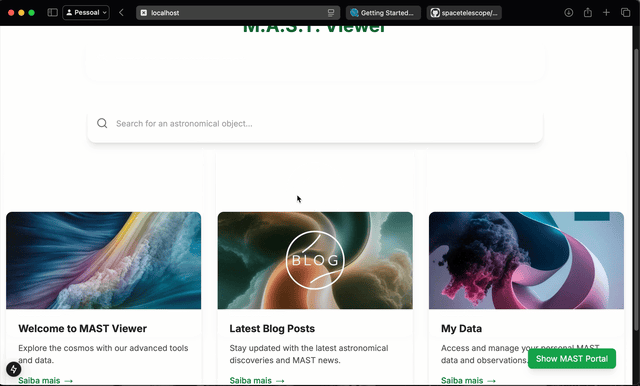 Pessoal
localhost
Getting Started...
spacetelescope/...
M.A.S.T. Viewer
Search for an astronomical object...
BLOG
Welcome to MAST Viewer
Explore the cosmos with our advanced tools
and data.
Saiba mais →
Latest Blog Posts
Stay updated with the latest astronomical
discoveries and MAST news.
Saiba mais →
My Data
Access and manage your personal MAST
data and observations.
Saiba mais →
Show MAST Portal